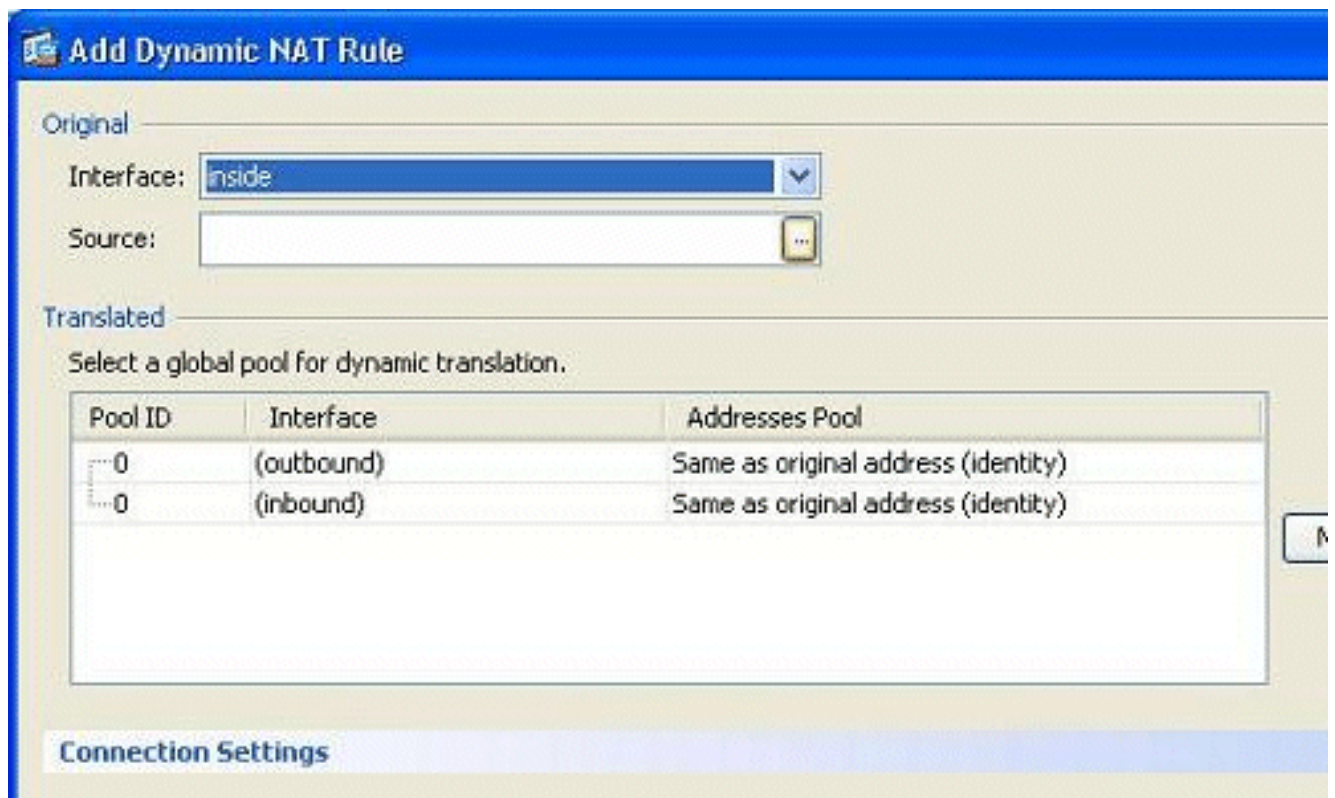 Add Dynamic NAT Rule
Original
Interface: inside
Source: ...
Translated
Select a global pool for dynamic translation.
Pool ID Interface Addresses Pool
0 (outbound) Same as original address (identity)
0 (inbound) Same as original address (identity)
Connection Settings